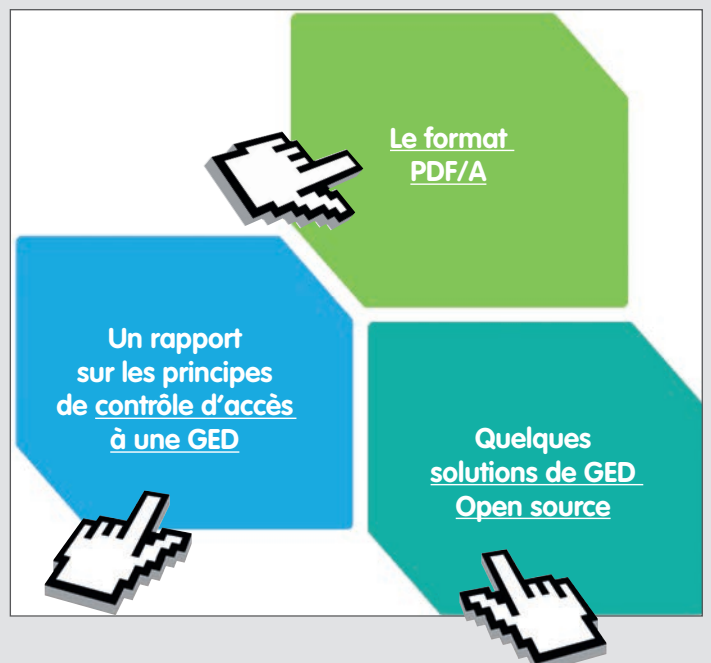 Le format
PDF/A
Un rapport
sur les principes
de contrôle d'accès
à une GED
Quelques
solutions de GED
Open source